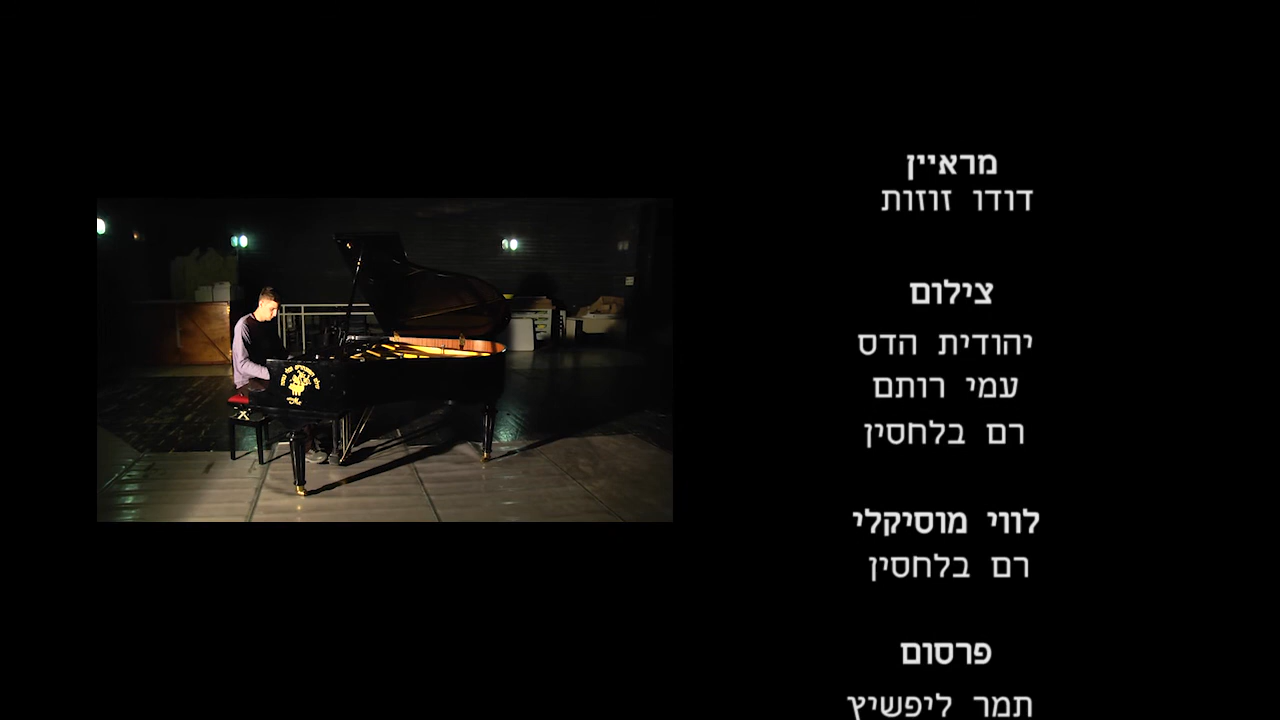 מראיין
דודו זוזות
צילום
יהודית הדס
עמי רותם
רם בלחסין
לווי מוסיקלי
רם בלחסין
פרסום
תמר ליפשיץ